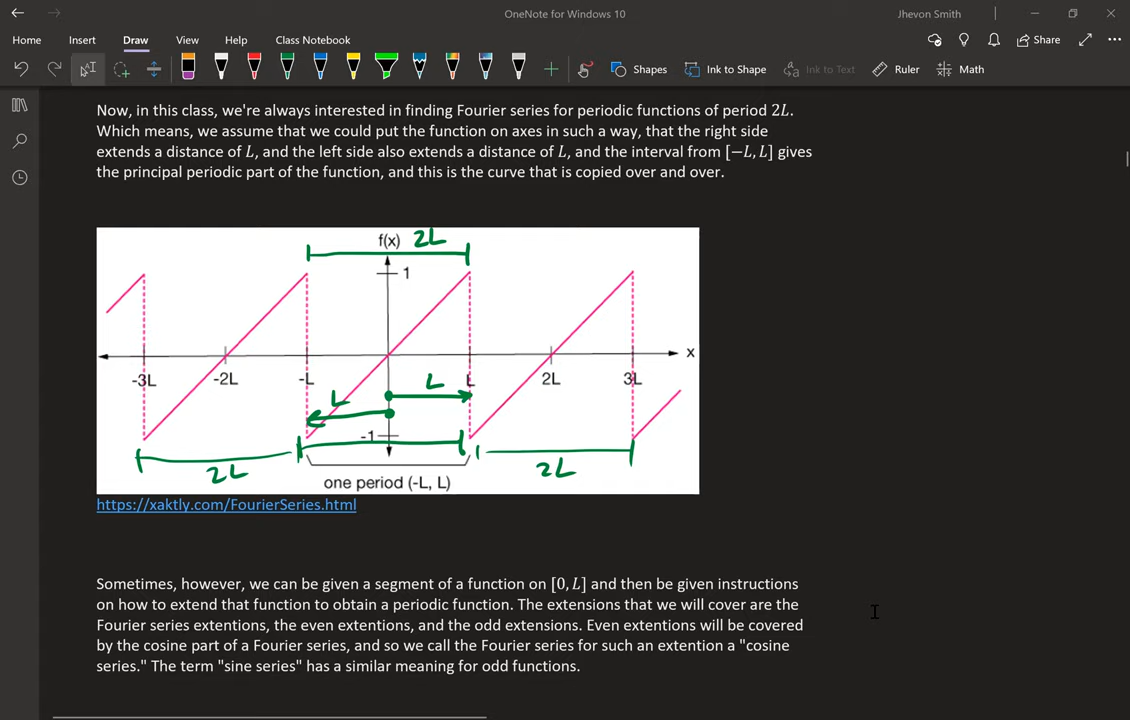 OneNote for Windows 10
Jhevon Smith
Home Insert Draw View Help Class Notebook
Share
Shapes Ink to Shape Ink to Text Ruler Math
Now, in this class, we're always interested in finding Fourier series for periodic functions of period 2L.
Which means, we assume that we could put the function on axes in such a way, that the right side
extends a distance of L, and the left side also extends a distance of L, and the interval from [−L, L] gives
the principal periodic part of the function, and this is the curve that is copied over and over.
f(x) 2L
1
x
-3L -2L -L L 2L 3L
L L
-1
2L 2L
one period (-L, L)
https://xaktly.com/FourierSeries.html
Sometimes, however, we can be given a segment of a function on [0, L] and then be given instructions
on how to extend that function to obtain a periodic function. The extensions that we will cover are the
Fourier series extentions, the even extentions, and the odd extensions. Even extentions will be covered
by the cosine part of a Fourier series, and so we call the Fourier series for such an extention a "cosine
series." The term "sine series" has a similar meaning for odd functions.